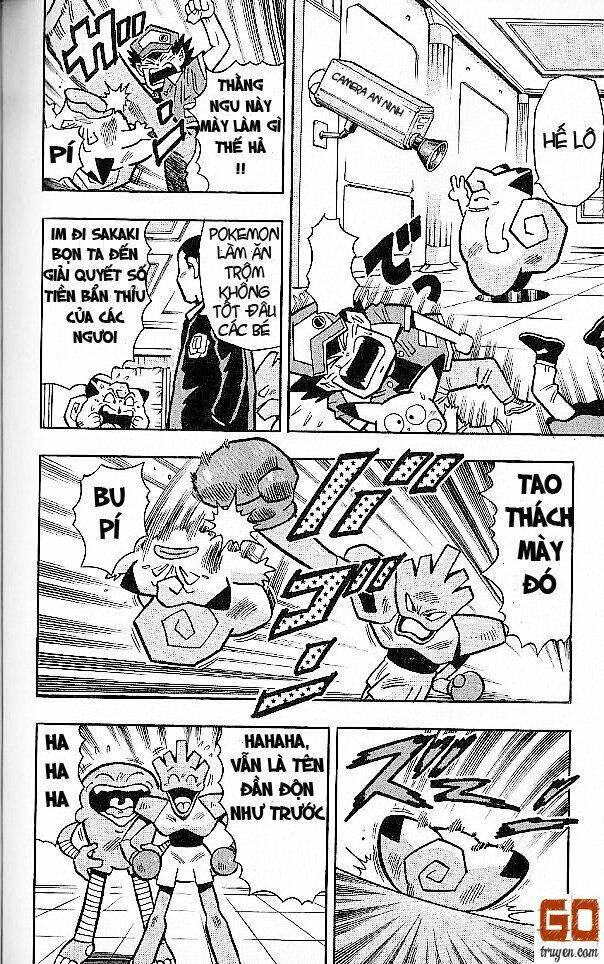 HẾ LÔ
CAMERA AN NINH
デゴッ
THẰNG
NGU NÀY
MÀY LÀM GÌ
THẾ HẢ
!!
PÍ
POKEMON
LÀM ĂN
TRỘM
KHÔNG
TỐT ĐÂU
CÁC BÉ
IM ĐI SAKAKI
BỌN TA ĐẾN
GIẢI QUYẾT SỐ
TIỀN BẨN THỈU
CỦA CÁC
NGƯƠI
TAO
THÁCH
MÀY
ĐÓ
BU
PÍ
HAHAHA,
VẪN LÀ TÊN
ĐẦN ĐỘN
NHƯ TRƯỚC
HA
HA
HA
GO
truyen.com